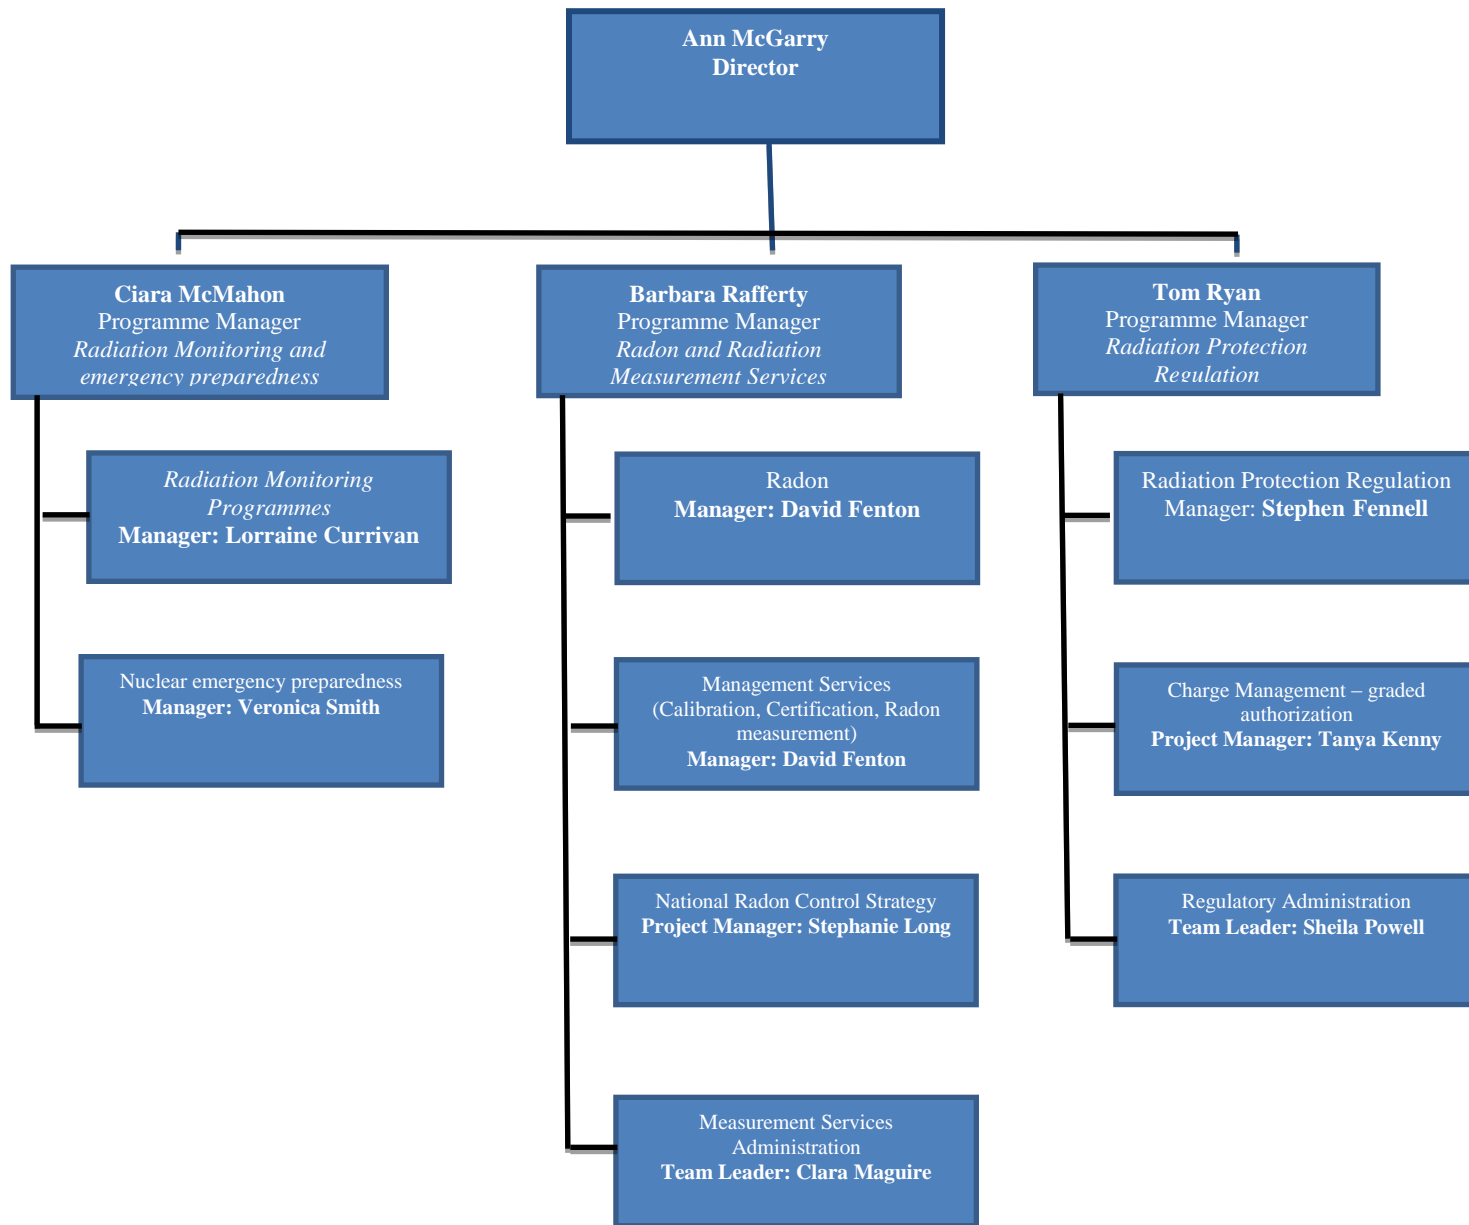 Ann McGarry
Director
Ciara McMahon
Programme Manager
Radiation Monitoring and
emergency preparedness
Barbara Rafferty
Programme Manager
Radon and Radiation
Measurement Services
Tom Ryan
Programme Manager
Radiation Protection
Regulation
Radiation Monitoring
Programmes
Manager: Lorraine Currivan
Nuclear emergency preparedness
Manager: Veronica Smith
Radon
Manager: David Fenton
Management Services
(Calibration, Certification, Radon
measurement)
Manager: David Fenton
National Radon Control Strategy
Project Manager: Stephanie Long
Measurement Services
Administration
Team Leader: Clara Maguire
Radiation Protection Regulation
Manager: Stephen Fennell
Charge Management – graded
authorization
Project Manager: Tanya Kenny
Regulatory Administration
Team Leader: Sheila Powell